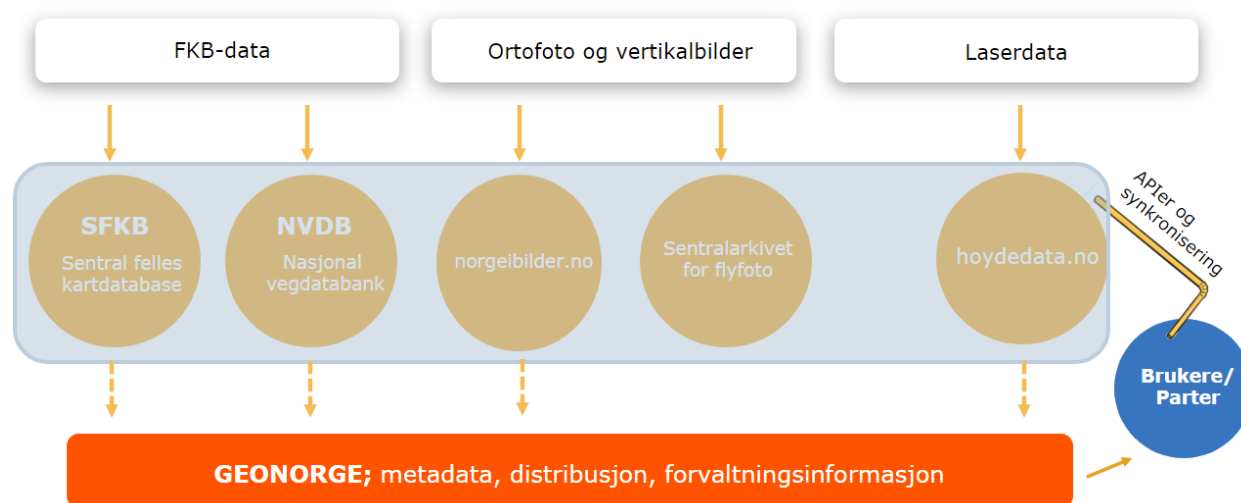 FKB-data
Ortofoto og vertikalbilder
Laserdata
SFKB
Sentral felles
kartdatabase
NVDB
Nasjonal
vegdatabank
norgeibilder.no
Sentralarkivet
for flyfoto
hoydedata.no
APIer og
synkronisering
Brukere/
Parter
GEONORGE; metadata, distribusjon, forvaltningsinformasjon